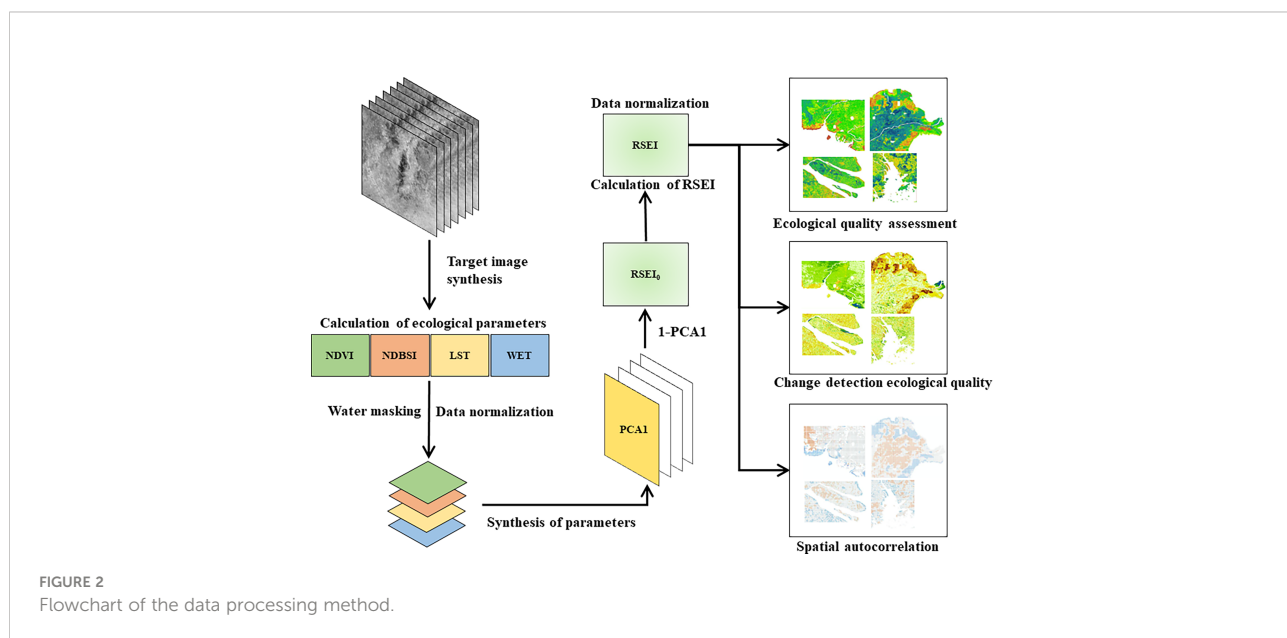 Target image
synthesis
Calculation of ecological parameters
NDVI NDBSI LST WET
Water masking Data normalization
Synthesis of parameters
PCA1
1-PCA1
RSEI₀
Data normalization
RSEI
Calculation of RSEI
Ecological quality assessment
Change detection ecological quality
Spatial autocorrelation
FIGURE 2
Flowchart of the data processing method.